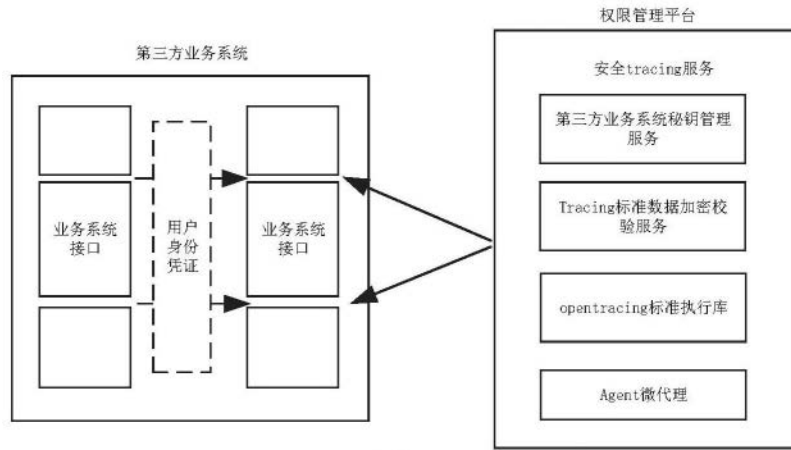 权限管理平台
第三方业务系统
安全tracing服务
第三方业务系统秘钥管理
服务
Tracing标准数据加密校
验服务
业务系统
接口
用户
身份
凭证
业务系统
接口
opentracing标准执行库
Agent微代理